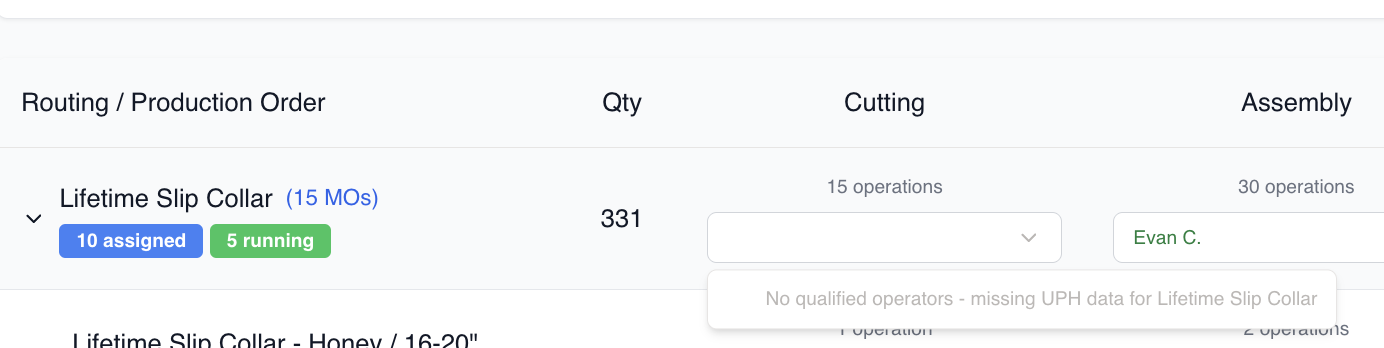 Routing / Production Order
Qty
Cutting
Assembly
Lifetime Slip Collar (15 MOs)
10 assigned
5 running
331
15 operations
30 operations
Evan C.
No qualified operators - missing UPH data for Lifetime Slip Collar
Lifetime Slip Collar - Honey / 16-20"
1 operation
2 operations